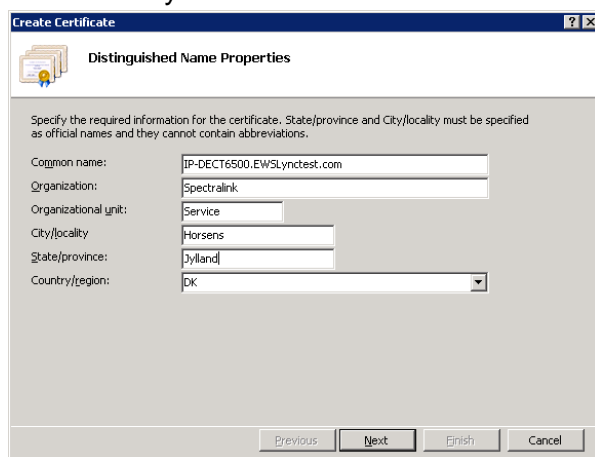 Create Certificate
Distinguished Name Properties
Specify the required information for the certificate. State/province and City/locality must be specified
as official names and they cannot contain abbreviations.
Common name: IP-DECT6500.EWSLynctest.com
Organization: Spectralink
Organizational unit: Service
City/locality Horsens
State/province: Jylland
Country/region: DK
Previous Next Finish Cancel